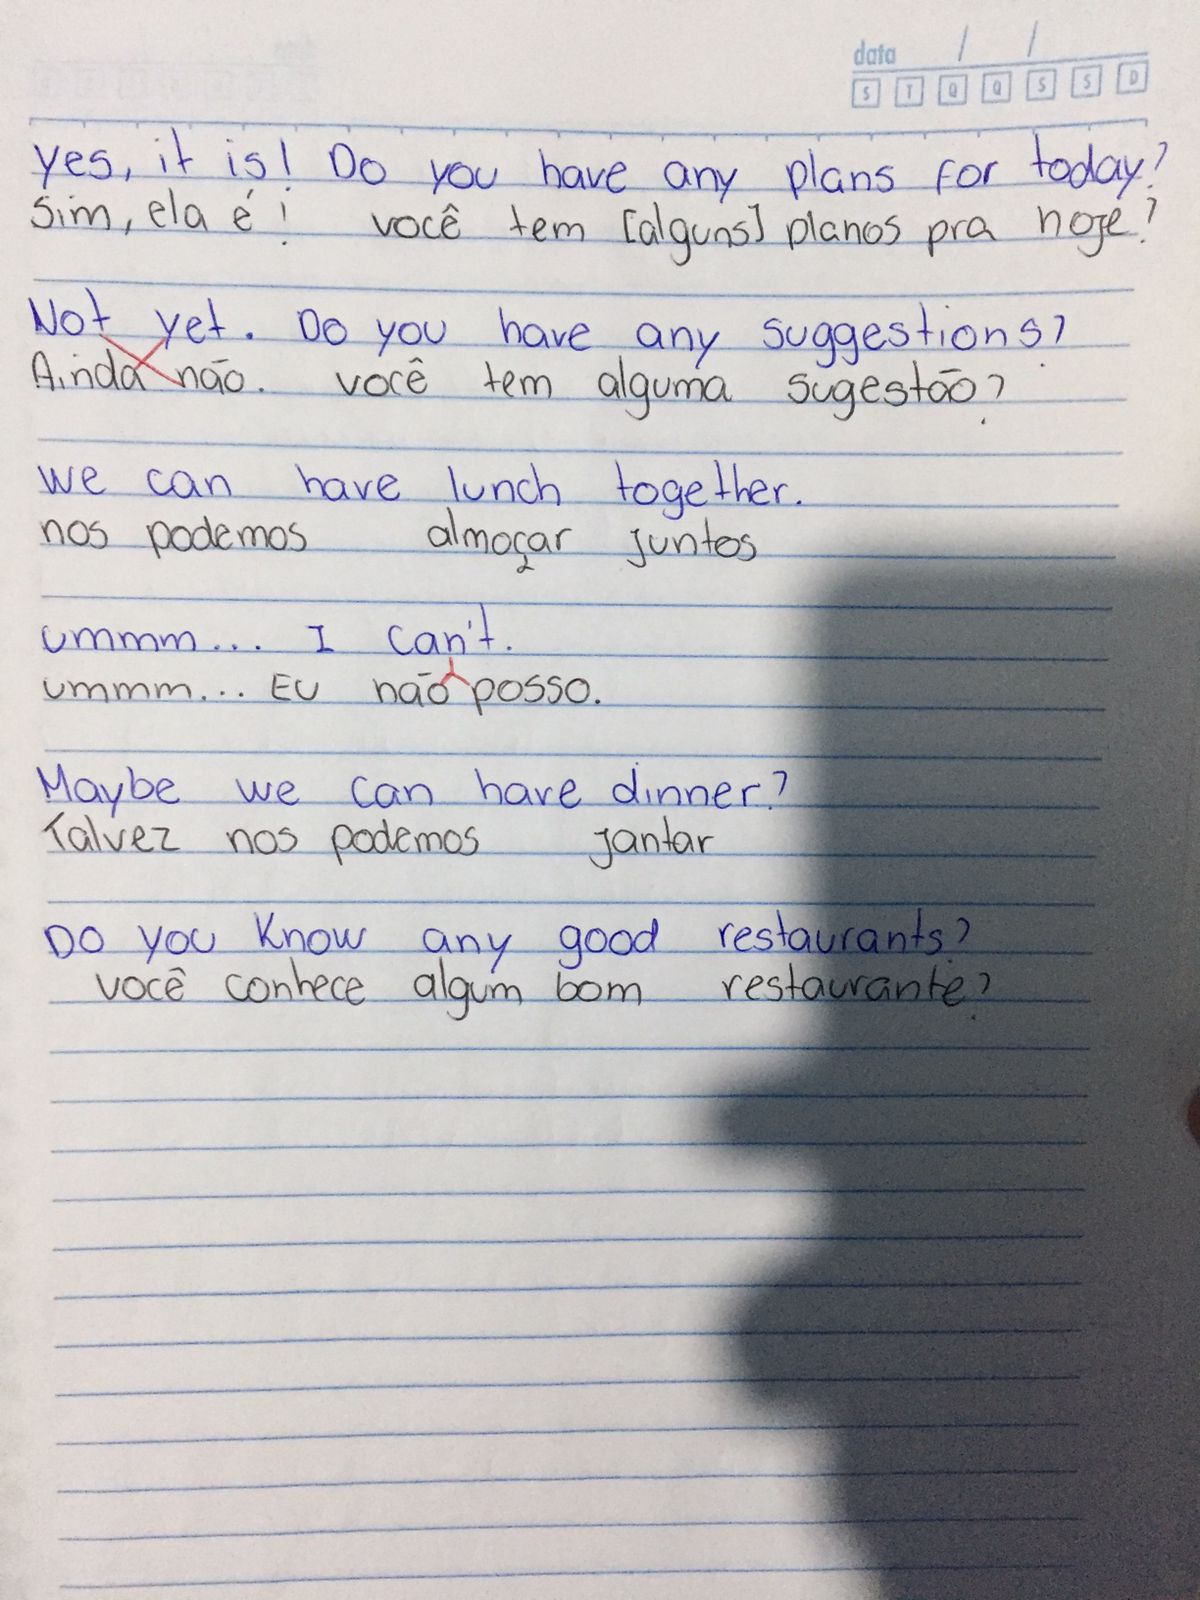 data / /
S T Q Q S S D
Yes, it is! Do you have any plans for today?
Sim, ela é! você tem [alguns] planos pra hoje?
Not yet. Do you have any suggestions?
Ainda não. você tem alguma sugestão?
We can have lunch together.
nos podemos almoçar juntos
ummm... I can't.
ummm... Eu não posso.
Maybe we can have dinner?
Talvez nos podemos jantar
Do you know any good restaurants?
você conhece algum bom restaurante?